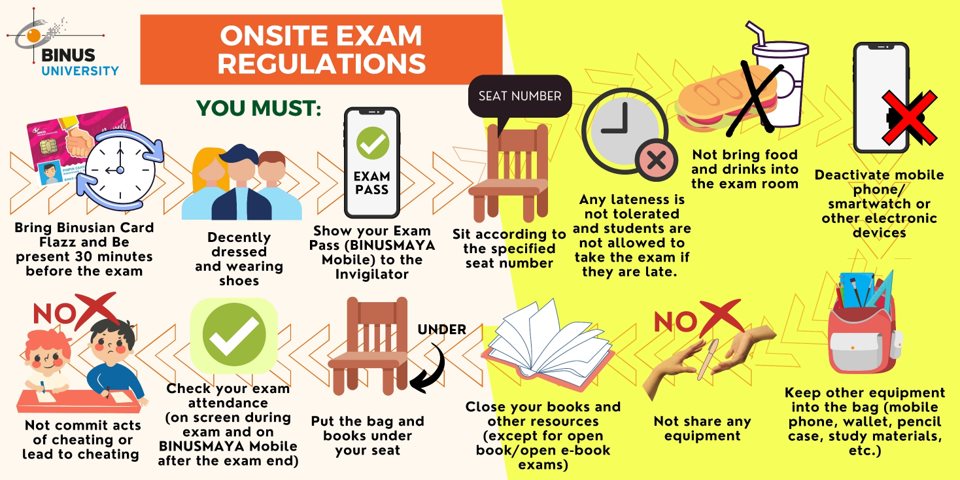 BINUS
UNIVERSITY
ONSITE EXAM
REGULATIONS
YOU MUST:
Bring Binusian Card
Flazz and Be
present 30 minutes
before the exam
Decently
dressed
and wearing
shoes
EXAM
PASS
Show your Exam
Pass (BINUSMAYA
Mobile) to the
Invigilator
SEAT NUMBER
Sit according to
the specified
seat number
Any lateness is
not tolerated
and students are
not allowed to
take the exam if
they are late.
Not bring food
and drinks into
the exam room
Deactivate mobile
phone/
smartwatch or
other electronic
devices
Keep other equipment
into the bag (mobile
phone, wallet, pencil
case, study materials,
etc.)
NO
Not share any
equipment
Close your books and
other resources
(except for open
book/open e-book
exams)
UNDER
Put the bag and
books under
your seat
Check your exam
attendance
(on screen during
exam and on
BINUSMAYA Mobile
after the exam end)
NO
Not commit acts
of cheating or
lead to cheating